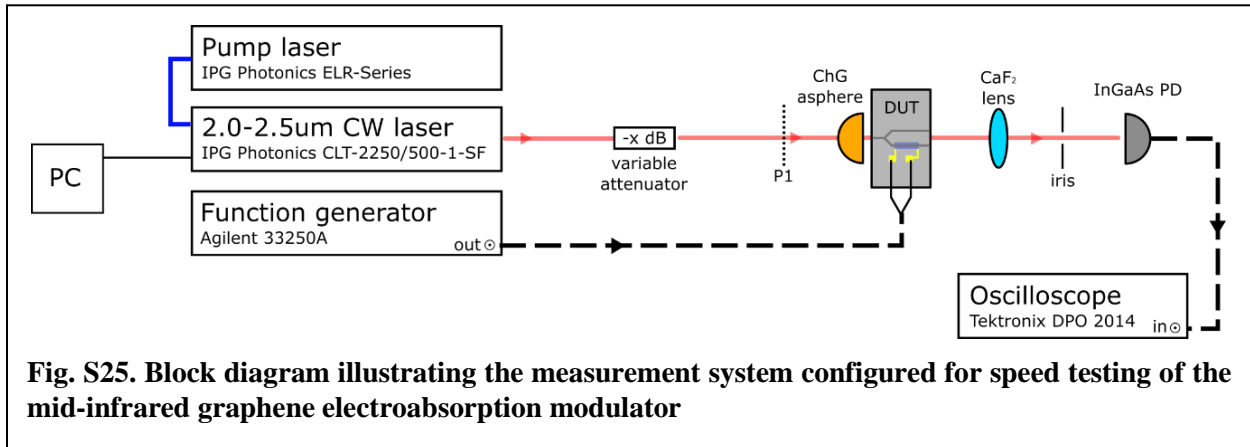 Pump laser
IPG Photonics ELR-Series
2.0-2.5um CW laser
IPG Photonics CLT-2250/500-1-SF
PC
Function generator
Agilent 33250A
out
-x dB
variable
attenuator
P1
ChG
asphere
DUT
CaF₂
lens
iris
InGaAs PD
Oscilloscope
Tektronix DPO 2014
in
Fig. S25. Block diagram illustrating the measurement system configured for speed testing of the
mid-infrared graphene electroabsorption modulator